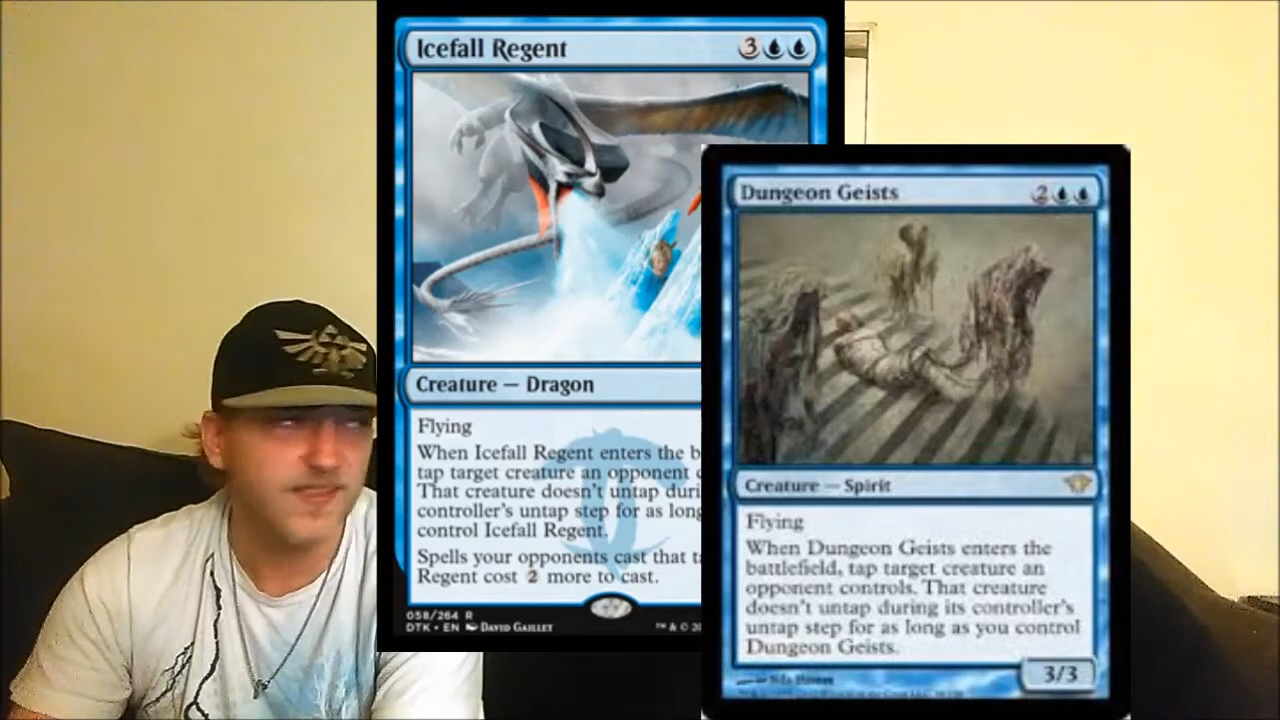 Icefall Regent 3
Creature — Dragon
Flying
When Icefall Regent enters the b
tap target creature an opponent
That creature doesn't untap duri
controller's untap step for as long
control Icefall Regent.
Spells your opponents cast that t
Regent cost 2 more to cast.
058/264 R
DTK • EN DAVID GAILLET
™ & © 20
Dungeon Geists 2
Creature — Spirit
Flying
When Dungeon Geists enters the
battlefield, tap target creature an
opponent controls. That creature
doesn't untap during its controller's
untap step for as long as you control
Dungeon Geists.
3/3